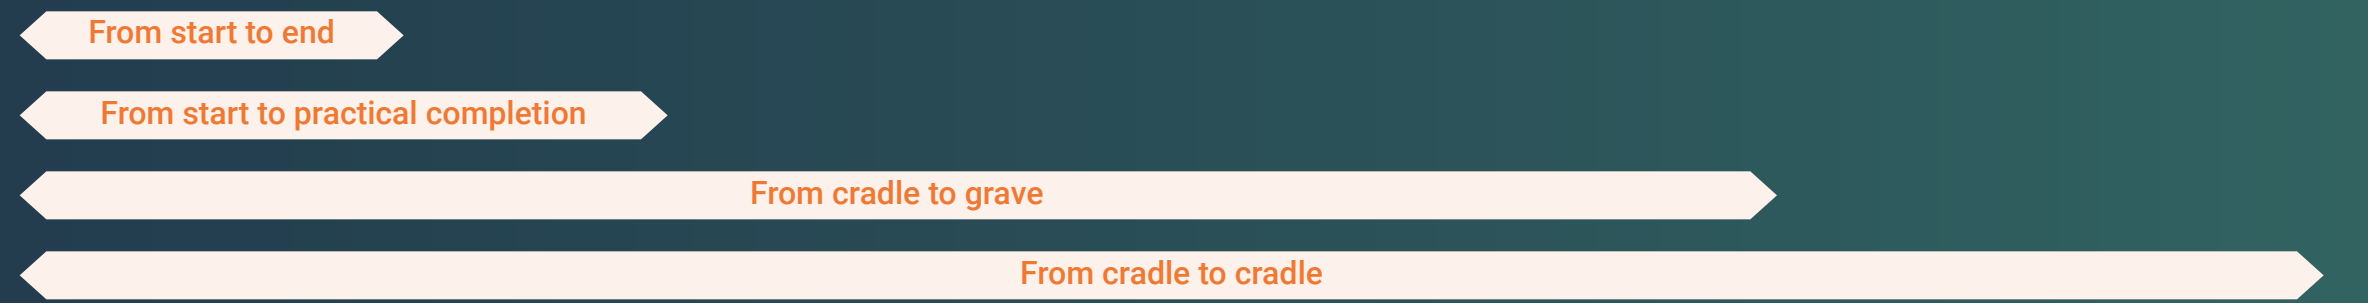 From start to end
From start to practical completion
From cradle to grave
From cradle to cradle